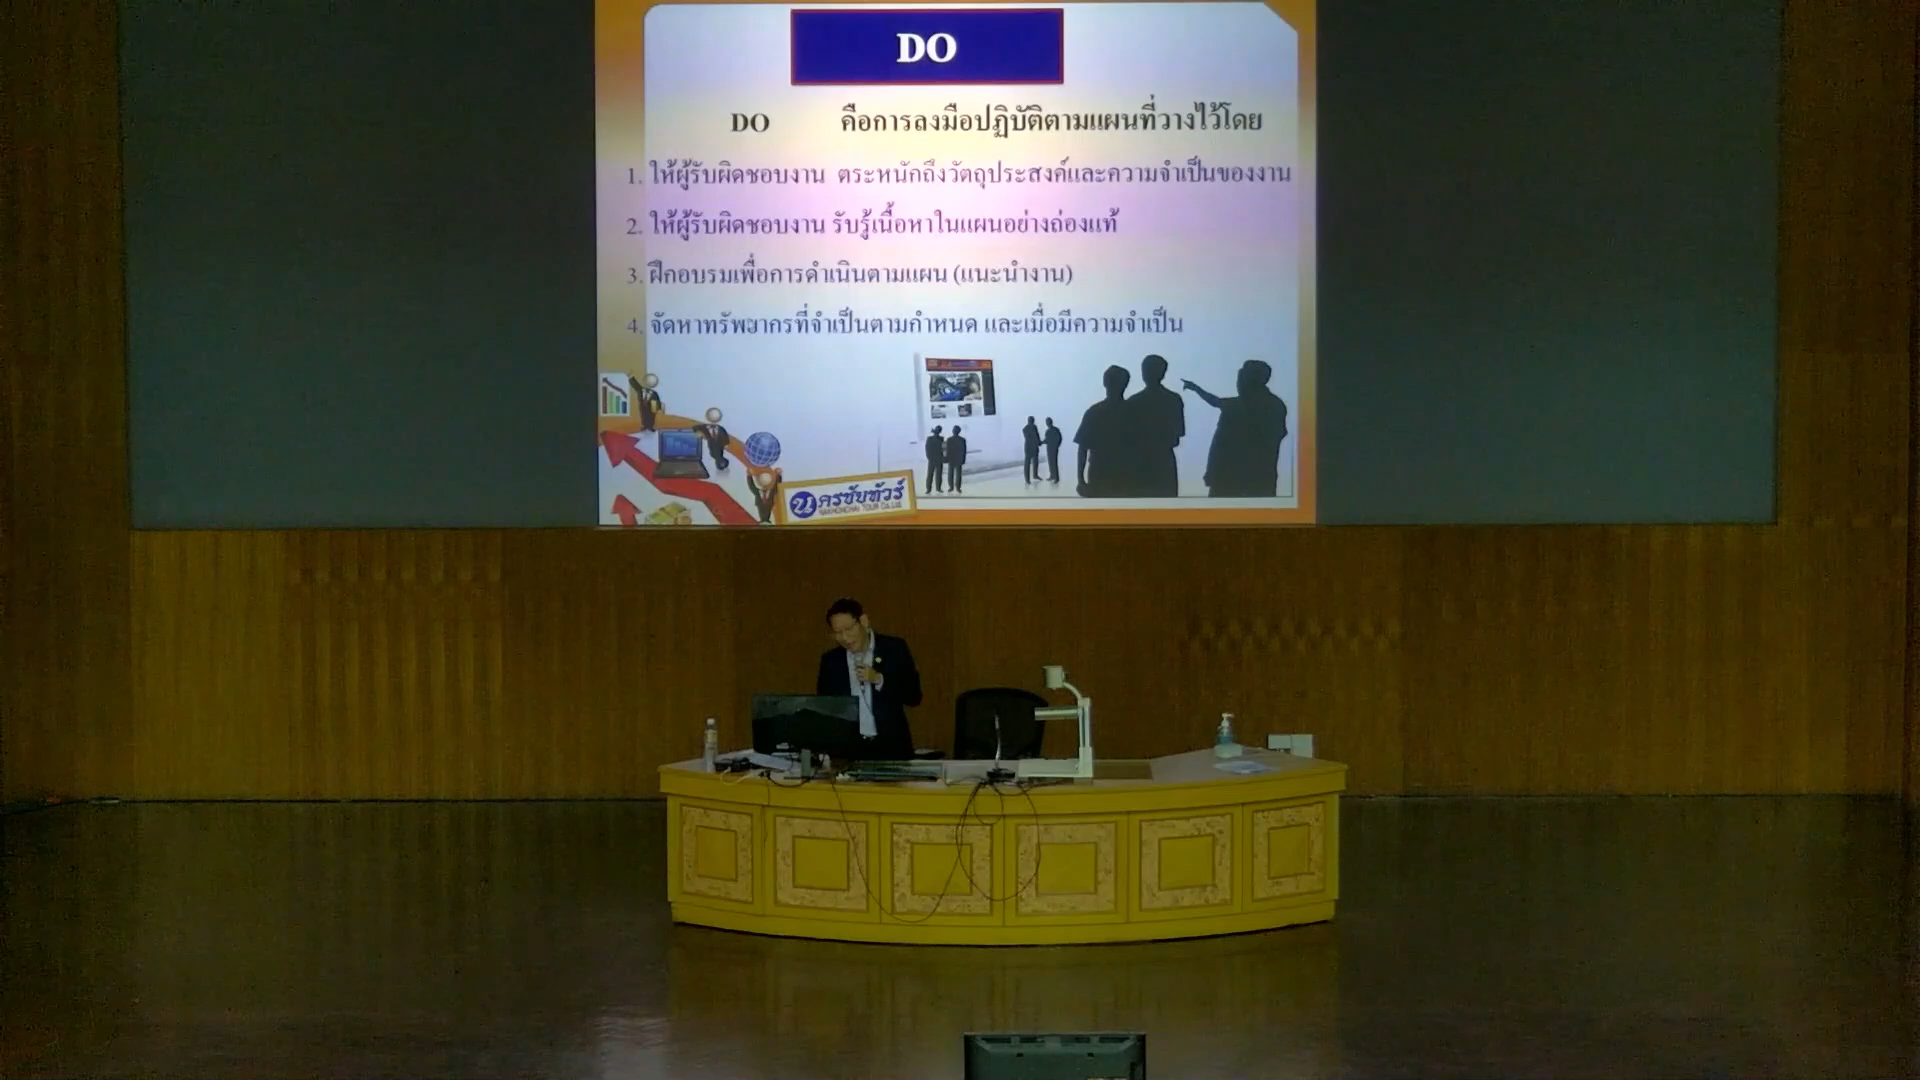 DO
DO คือการลงมือปฏิบัติตามแผนที่วางไว้โดย
1. ให้ผู้รับผิดชอบงาน ตระหนักถึงวัตถุประสงค์และความจำเป็นของงาน
2. ให้ผู้รับผิดชอบงาน รับรู้เนื้อหาในแผนอย่างถ่องแท้
3. ฝึกอบรมเพื่อการดำเนินตามแผน (แนะนำงาน)
4. จัดหาทรัพยากรที่จำเป็นตามกำหนด และเมื่อมีความจำเป็น
นครชัยทัวร์
NAKHONCHAI TOUR Co.,Ltd.